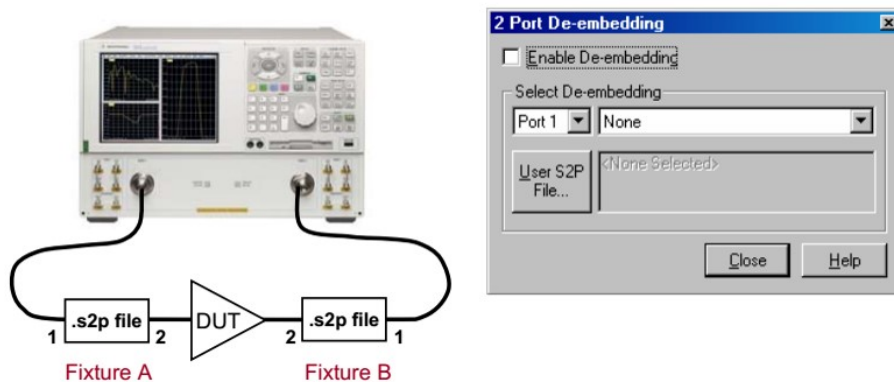 2 Port De-embedding
Enable De-embedding
Select De-embedding
Port 1
None
User S2P
File...
<None Selected>
Close
Help
.s2p file
DUT
.s2p file
1
2
2
1
Fixture A
Fixture B